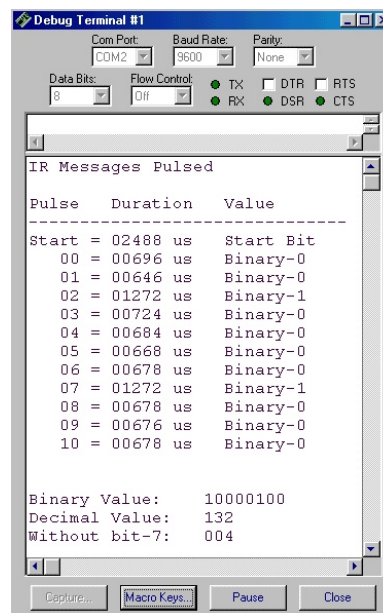 Debug Terminal #1
Com Port: Baud Rate: Parity:
COM2 9600 None
Data Bits: Flow Control: TX DTR RTS
8 Off RX DSR CTS
IR Messages Pulsed
Pulse Duration Value
----------------------------------
Start = 02488 us Start Bit
00 = 00696 us Binary-0
01 = 00646 us Binary-0
02 = 01272 us Binary-1
03 = 00724 us Binary-0
04 = 00684 us Binary-0
05 = 00668 us Binary-0
06 = 00678 us Binary-0
07 = 01272 us Binary-1
08 = 00678 us Binary-0
09 = 00676 us Binary-0
10 = 00678 us Binary-0
Binary Value: 10000100
Decimal Value: 132
Without bit-7: 004
Capture... Macro Keys... Pause Close